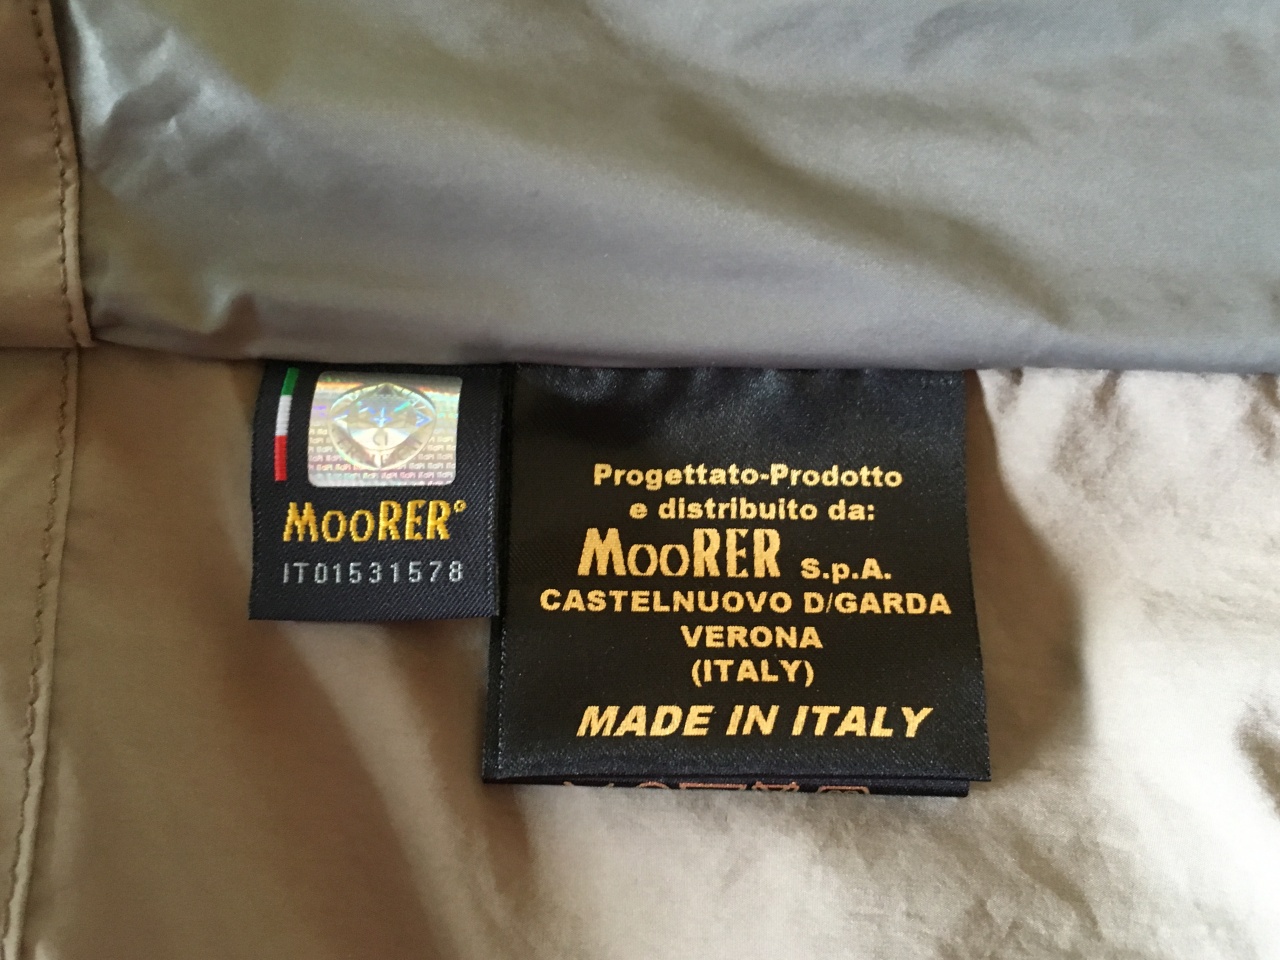 MOORER®
IT01531578
Progettato-Prodotto
e distribuito da:
MOORER S.p.A.
CASTELNUOVO D/GARDA
VERONA
(ITALY)
MADE IN ITALY